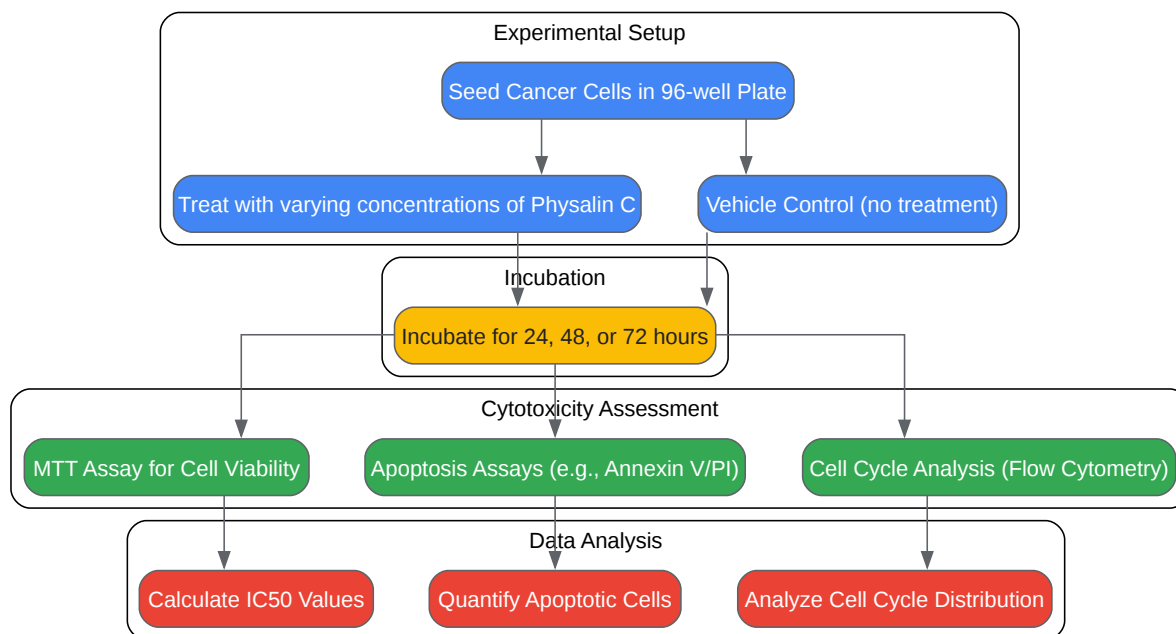 Experimental Setup
Seed Cancer Cells in 96-well Plate
Treat with varying concentrations of Physalin C
Vehicle Control (no treatment)
Incubation
Incubate for 24, 48, or 72 hours
Cytotoxicity Assessment
MTT Assay for Cell Viability
Apoptosis Assays (e.g., Annexin V/PI)
Cell Cycle Analysis (Flow Cytometry)
Data Analysis
Calculate IC50 Values
Quantify Apoptotic Cells
Analyze Cell Cycle Distribution